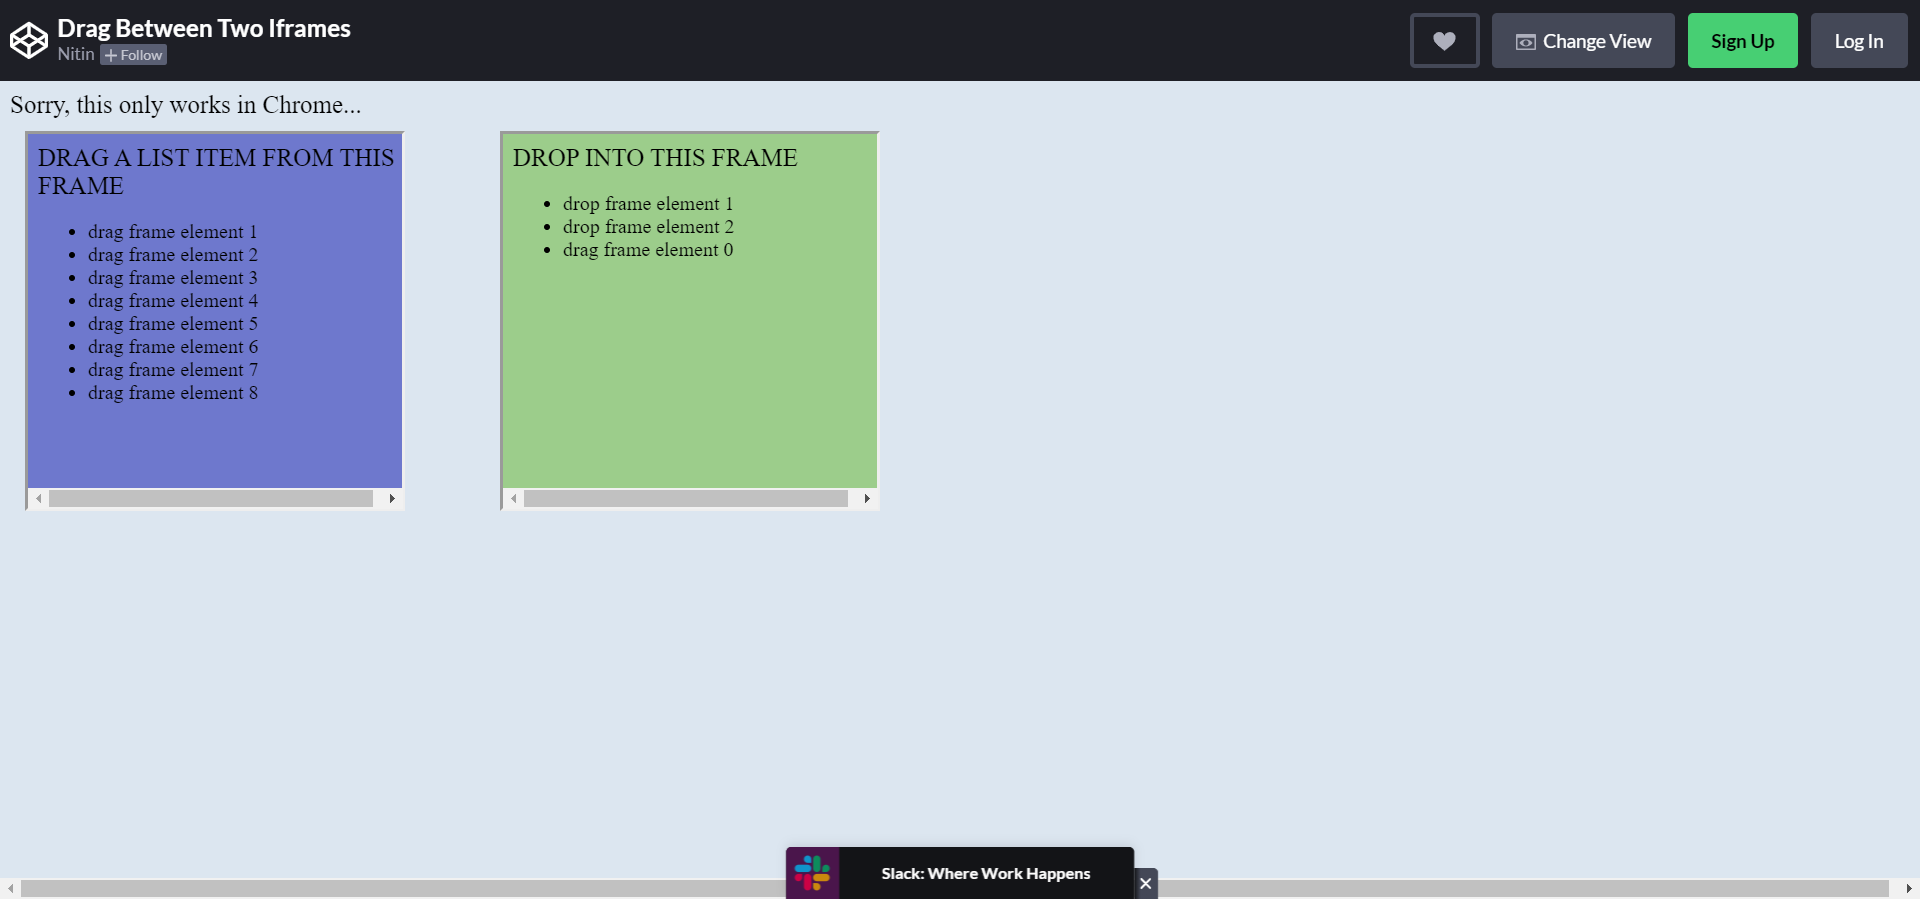 Drag Between Two Iframes
Nitin + Follow
Change View
Sign Up
Log In
Sorry, this only works in Chrome...
DRAG A LIST ITEM FROM THIS
FRAME
• drag frame element 1
• drag frame element 2
• drag frame element 3
• drag frame element 4
• drag frame element 5
• drag frame element 6
• drag frame element 7
• drag frame element 8
DROP INTO THIS FRAME
• drop frame element 1
• drop frame element 2
• drag frame element 0
Slack: Where Work Happens